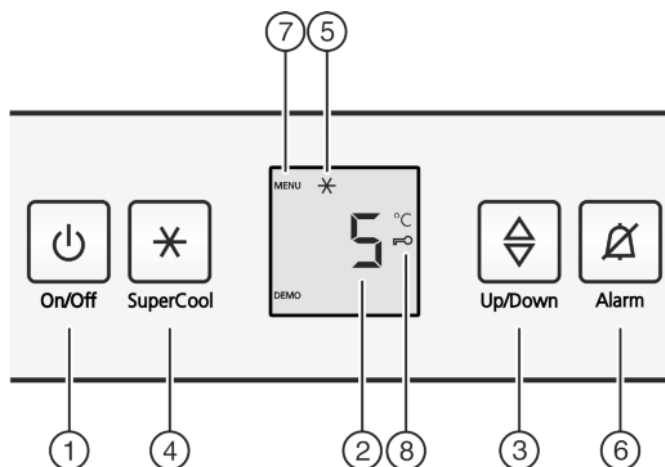 7 5
MENU
5 °C
DEMO
On/Off SuperCool Up/Down Alarm
1 4 2 8 3 6